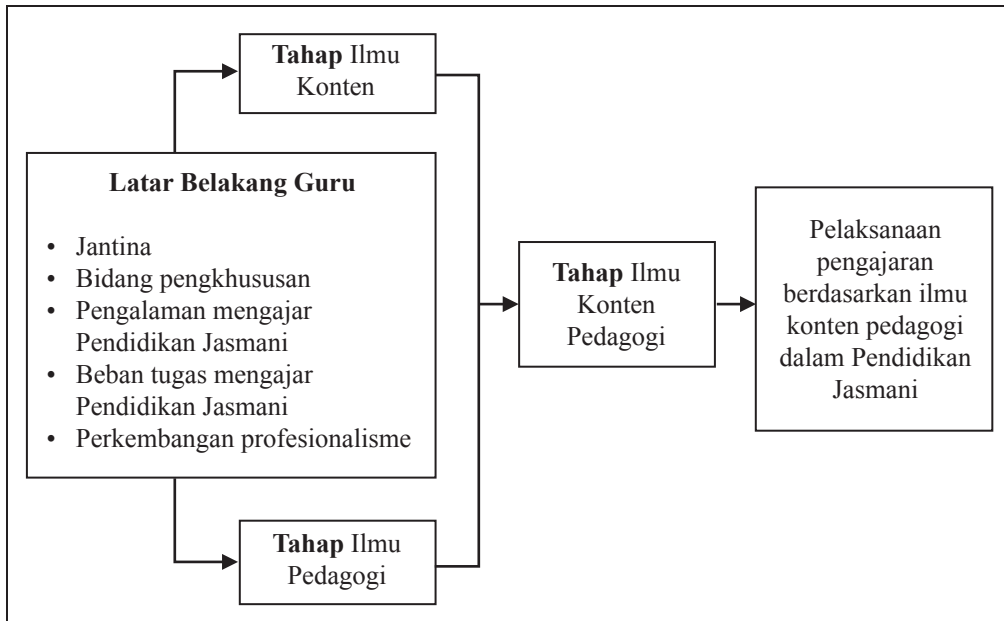 Tahap Ilmu
Konten
Latar Belakang Guru
• Jantina
• Bidang pengkhususan
• Pengalaman mengajar
Pendidikan Jasmani
• Beban tugas mengajar
Pendidikan Jasmani
• Perkembangan profesionalisme
Tahap Ilmu
Pedagogi
Tahap Ilmu
Konten
Pedagogi
Pelaksanaan
pengajaran
berdasarkan ilmu
konten pedagogi
dalam Pendidikan
Jasmani